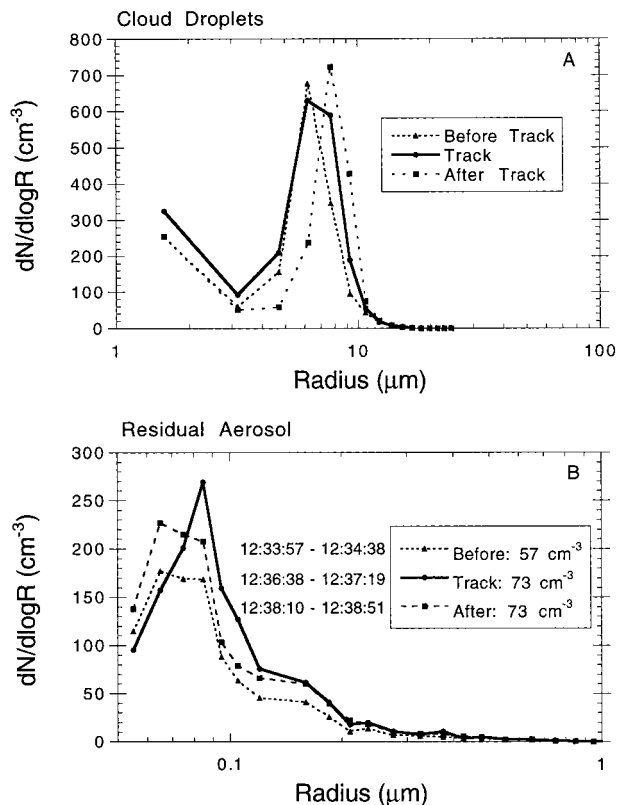 Cloud Droplets
A
800
700
600
500
400
300
200
100
0
dN/dlogR (cm-3)
Before Track
Track
After Track
1 10 100
Radius (μm)
Residual Aerosol
B
300
250
200
150
100
50
0
dN/dlogR (cm-3)
12:33:57 - 12:34:38
12:36:38 - 12:37:19
12:38:10 - 12:38:51
Before: 57 cm-3
Track: 73 cm-3
After: 73 cm-3
0.1 1
Radius (μm)